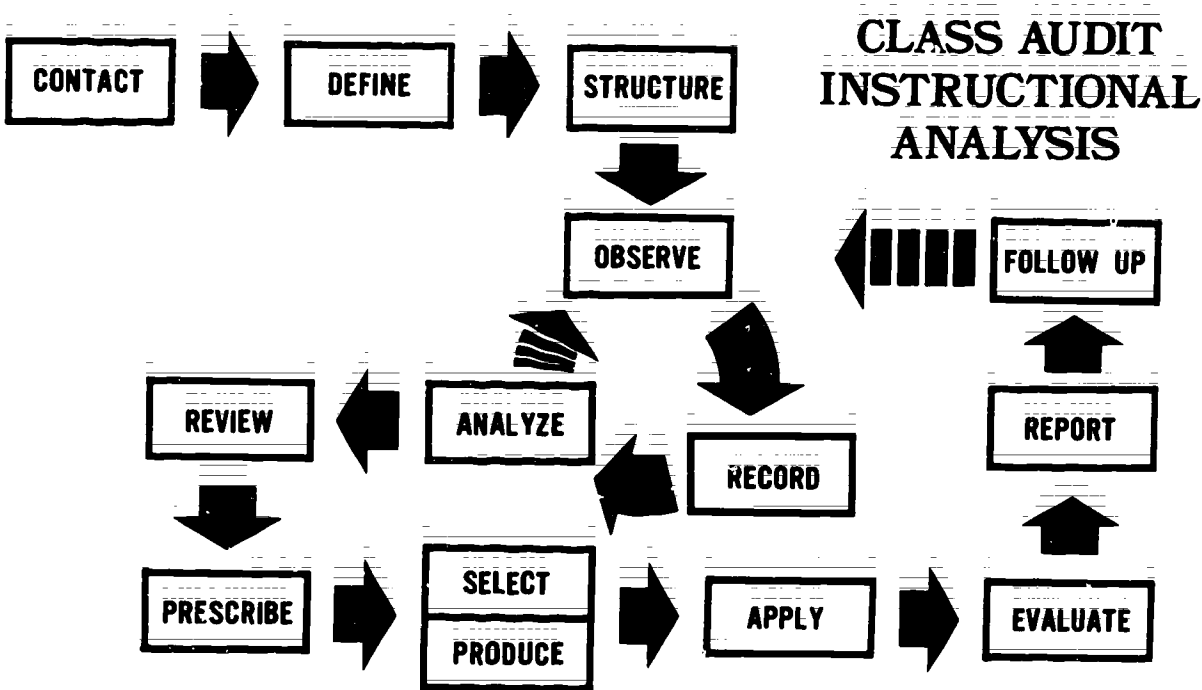 CLASS AUDIT
INSTRUCTIONAL
ANALYSIS
CONTACT
DEFINE
STRUCTURE
OBSERVE
FOLLOW UP
REVIEW
ANALYZE
RECORD
REPORT
PRESCRIBE
SELECT
PRODUCE
APPLY
EVALUATE